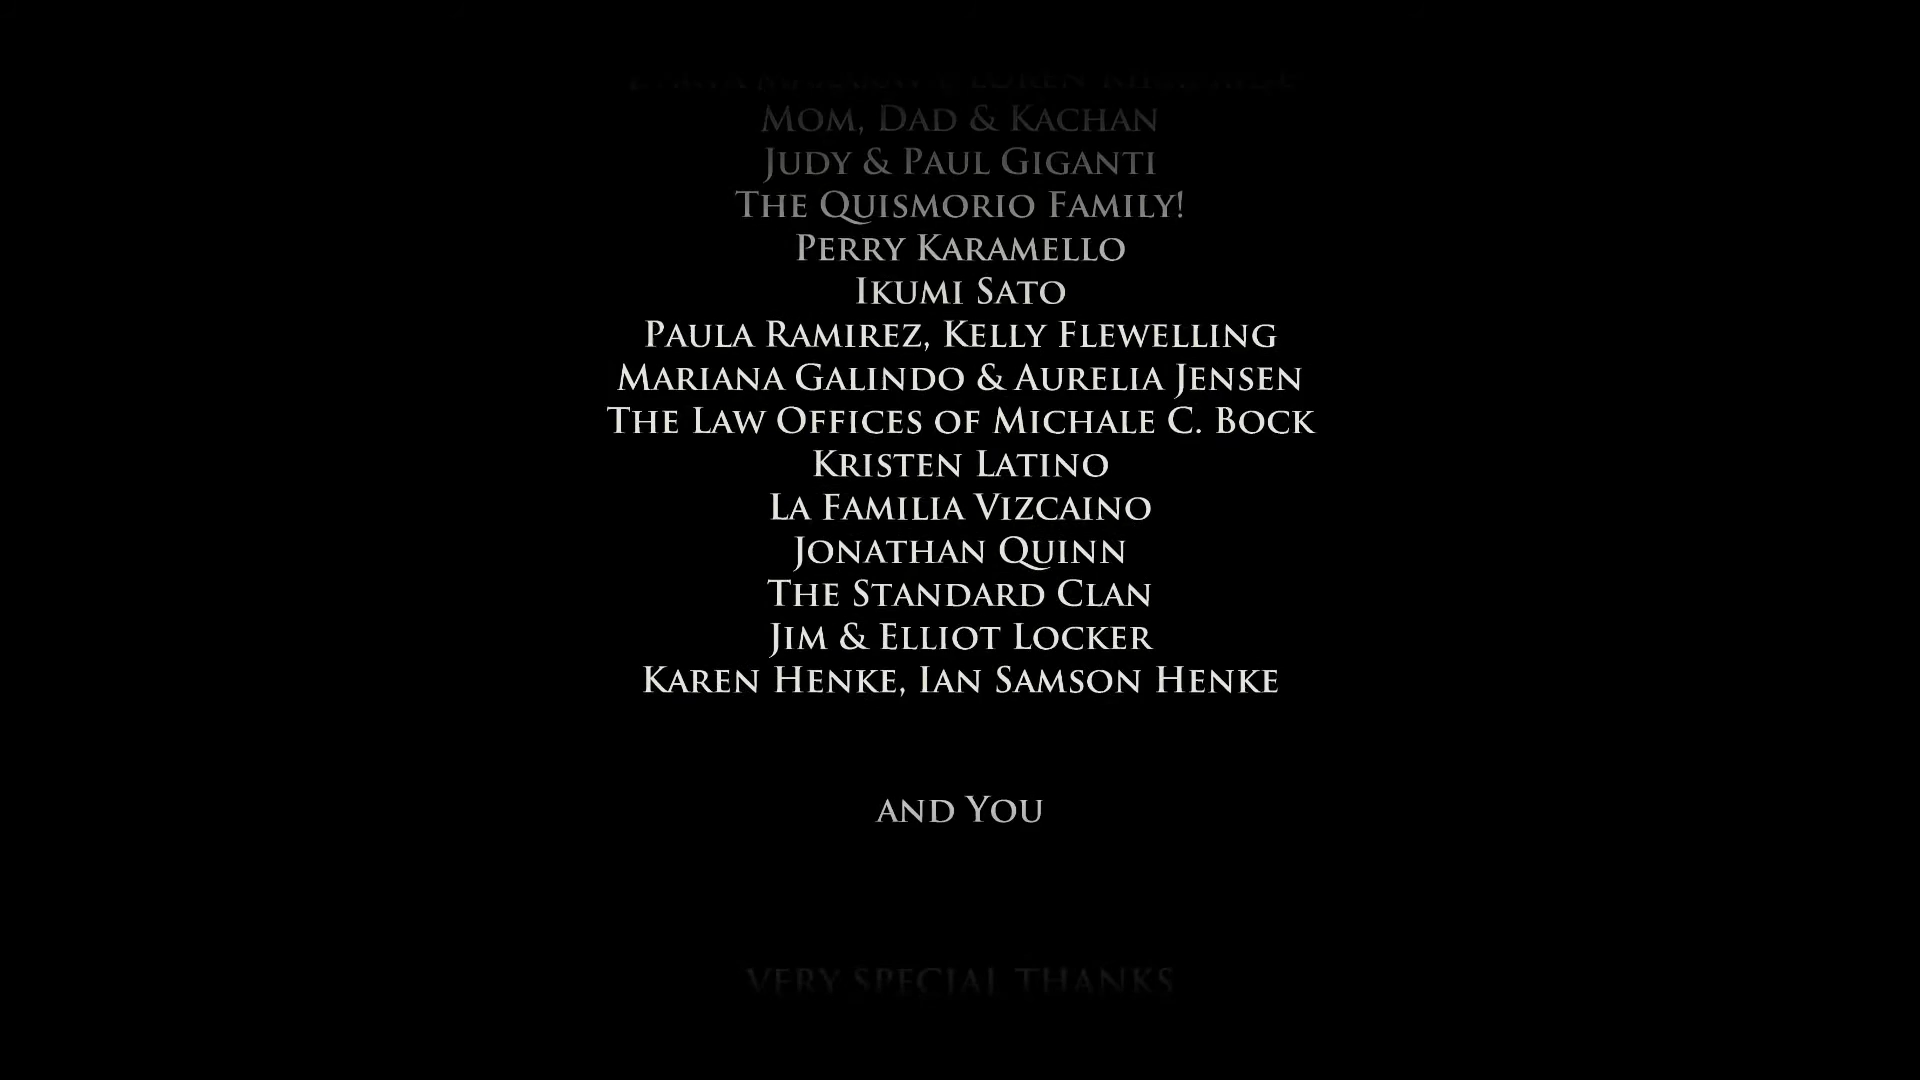 Mom, Dad & Kachan
Judy & Paul Giganti
The Quismorio Family!
Perry Karamello
Ikumi Sato
Paula Ramirez, Kelly Flewelling
Mariana Galindo & Aurelia Jensen
The Law Offices of Michale C. Bock
Kristen Latino
La Familia Vizcaino
Jonathan Quinn
The Standard Clan
Jim & Elliot Locker
Karen Henke, Ian Samson Henke
and You
very special thanks